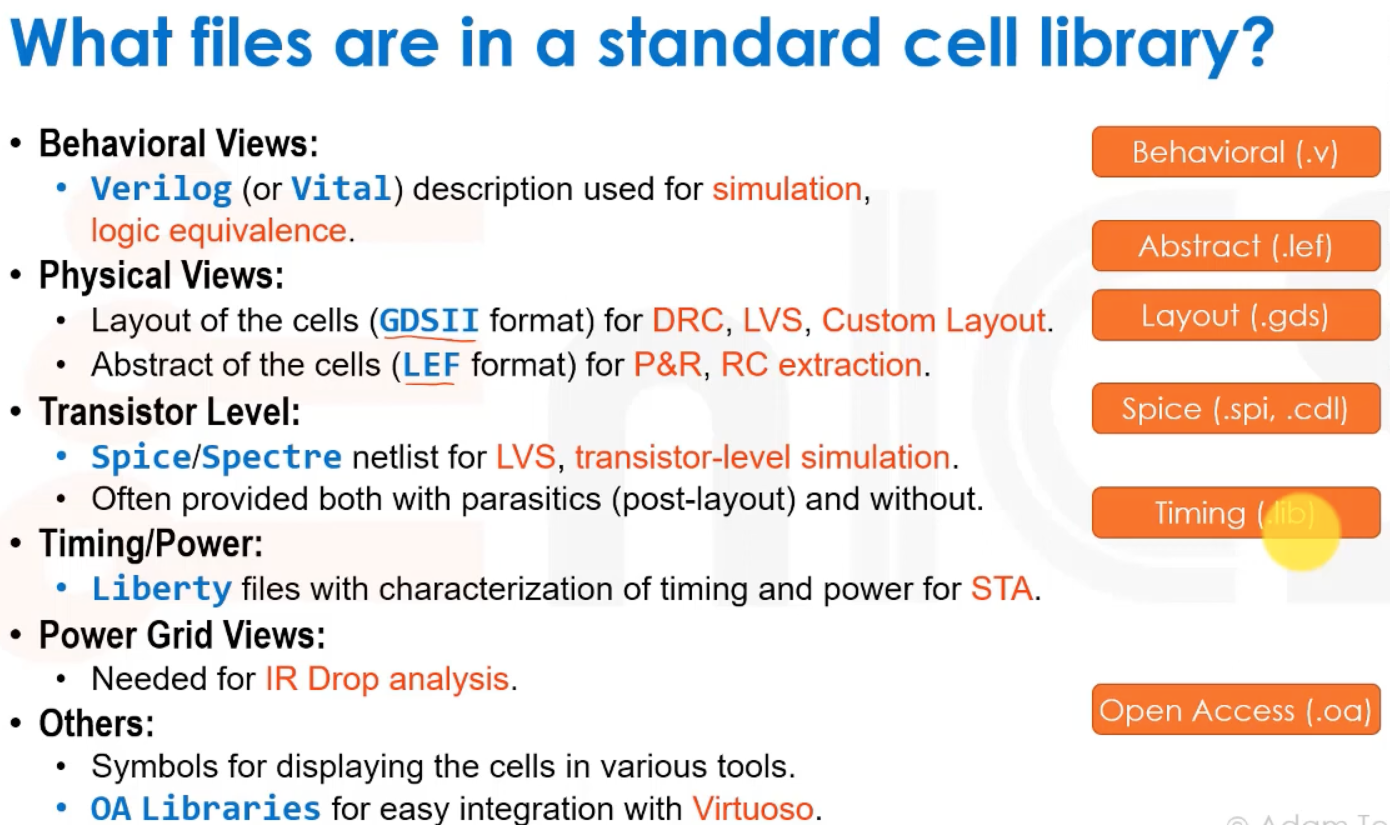 What files are in a standard cell library?
• Behavioral Views:
• Verilog (or Vital) description used for simulation,
logic equivalence.
Behavioral (.v)
• Physical Views:
• Layout of the cells (GDSII format) for DRC, LVS, Custom Layout.
• Abstract of the cells (LEF format) for P&R, RC extraction.
Abstract (.lef)
Layout (.gds)
• Transistor Level:
• Spice/Spectre netlist for LVS, transistor-level simulation.
• Often provided both with parasitics (post-layout) and without.
Spice (.spi, .cdl)
• Timing/Power:
• Liberty files with characterization of timing and power for STA.
Timing (.lib)
• Power Grid Views:
• Needed for IR Drop analysis.
• Others:
• Symbols for displaying the cells in various tools.
• OA Libraries for easy integration with Virtuoso.
Open Access (.oa)
© Adam